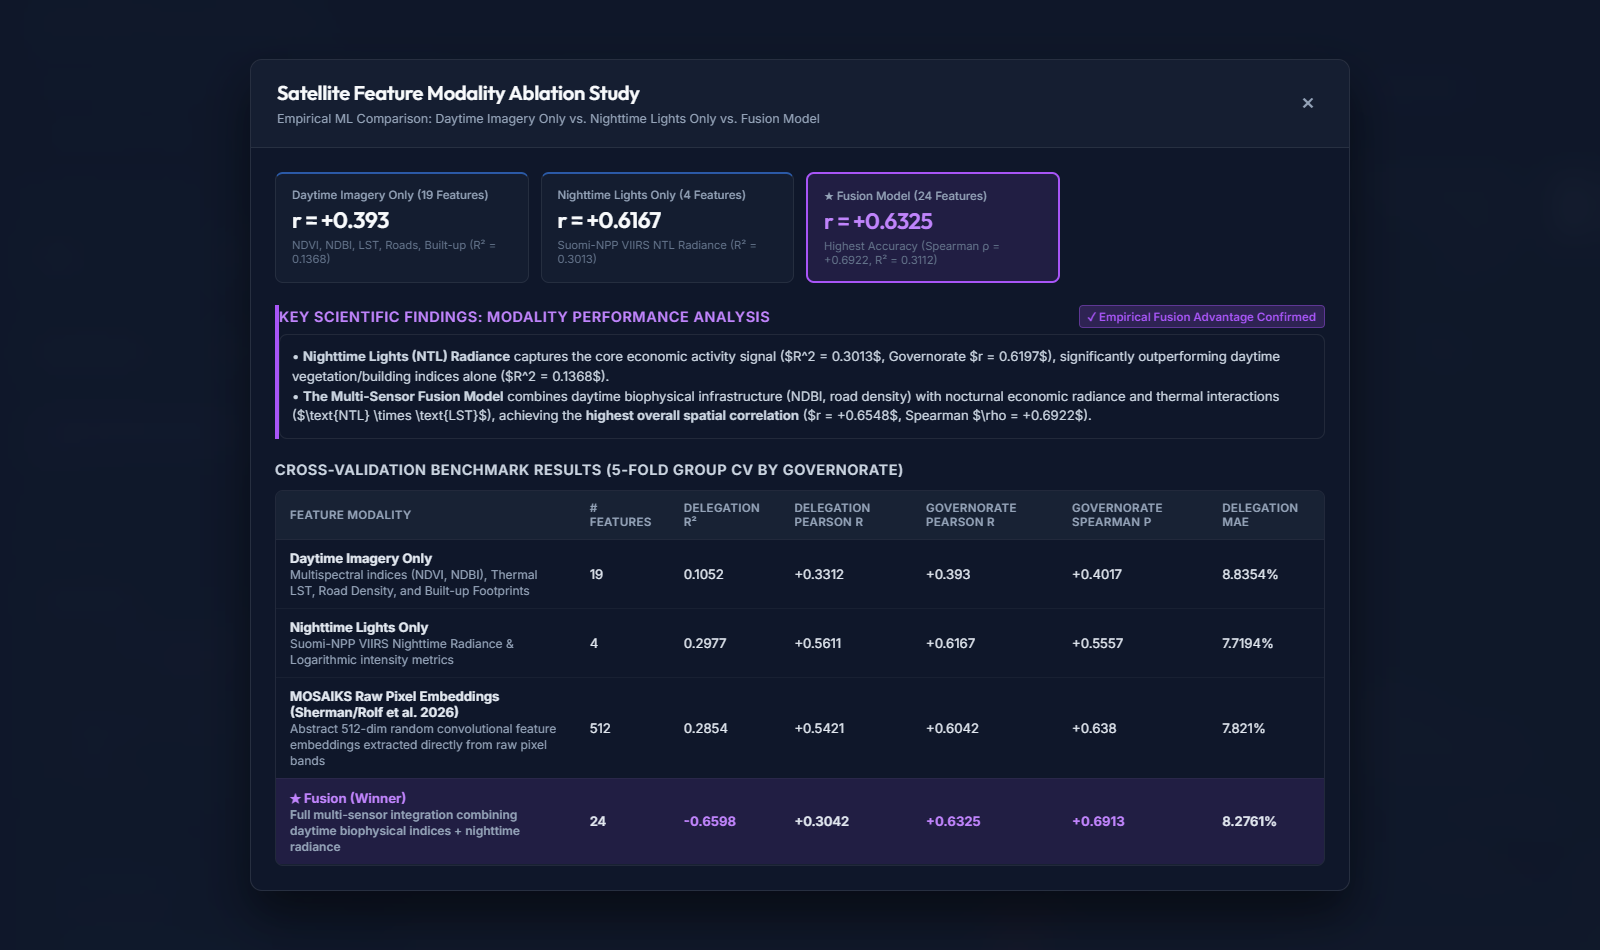 Satellite Feature Modality Ablation Study
Empirical ML Comparison: Daytime Imagery Only vs. Nighttime Lights Only vs. Fusion Model
✕
Daytime Imagery Only (19 Features)
r = +0.393
NDVI, NDBI, LST, Roads, Built-up (R² =
0.1368)
Nighttime Lights Only (4 Features)
r = +0.6167
Suomi-NPP VIIRS NTL Radiance (R² =
0.3013)
★ Fusion Model (24 Features)
r = +0.6325
Highest Accuracy (Spearman ρ =
+0.6922, R² = 0.3112)
KEY SCIENTIFIC FINDINGS: MODALITY PERFORMANCE ANALYSIS
✓ Empirical Fusion Advantage Confirmed
• Nighttime Lights (NTL) Radiance captures the core economic activity signal ($R^2 = 0.3013$, Governorate $r = 0.6197$), significantly outperforming daytime
vegetation/building indices alone ($R^2 = 0.1368$).
• The Multi-Sensor Fusion Model combines daytime biophysical infrastructure (NDBI, road density) with nocturnal economic radiance and thermal interactions
($\text{NTL} \times \text{LST}$), achieving the highest overall spatial correlation ($r = +0.6548$, Spearman $\rho = +0.6922$).
CROSS-VALIDATION BENCHMARK RESULTS (5-FOLD GROUP CV BY GOVERNORATE)
FEATURE MODALITY
#
FEATURES
DELEGATION
R²
DELEGATION
PEARSON R
GOVERNORATE
PEARSON R
GOVERNORATE
SPEARMAN Ρ
DELEGATION
MAE
Daytime Imagery Only
Multispectral indices (NDVI, NDBI), Thermal
LST, Road Density, and Built-up Footprints
19
0.1052
+0.3312
+0.393
+0.4017
8.8354%
Nighttime Lights Only
Suomi-NPP VIIRS Nighttime Radiance &
Logarithmic intensity metrics
4
0.2977
+0.5611
+0.6167
+0.5557
7.7194%
MOSAIKS Raw Pixel Embeddings
(Sherman/Rolf et al. 2026)
Abstract 512-dim random convolutional feature
embeddings extracted directly from raw pixel
bands
512
0.2854
+0.5421
+0.6042
+0.638
7.821%
★ Fusion (Winner)
Full multi-sensor integration combining
daytime biophysical indices + nighttime
radiance
24
-0.6598
+0.3042
+0.6325
+0.6913
8.2761%